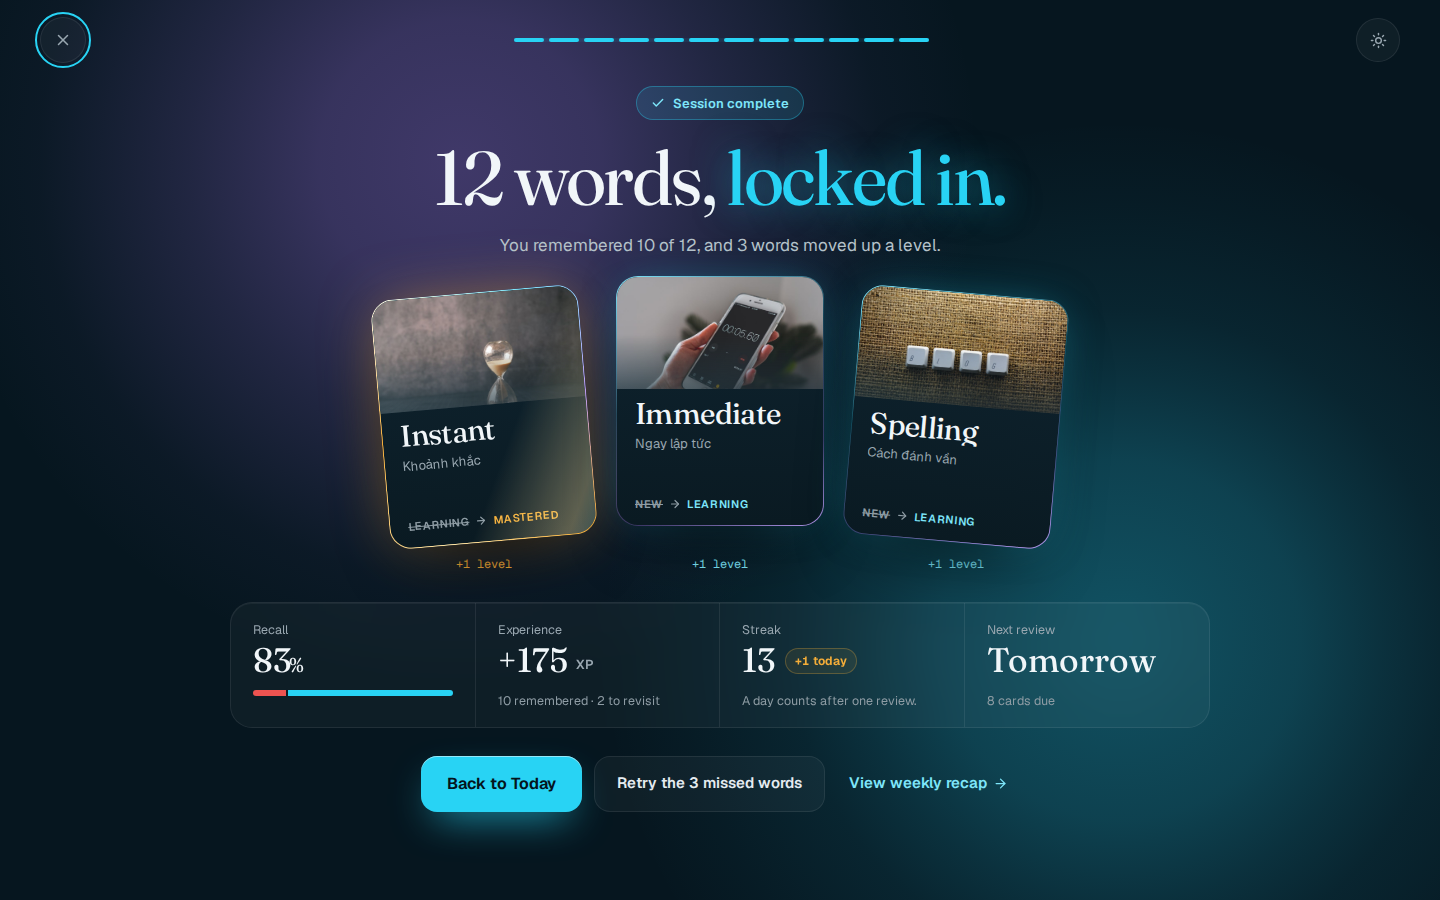 Session complete
12 words, locked in.
You remembered 10 of 12, and 3 words moved up a level.
00:05.60
Instant
Khoảnh khắc
LEARNING → MASTERED
+1 level
Immediate
Ngay lập tức
NEW → LEARNING
+1 level
Spelling
Cách đánh vần
NEW → LEARNING
+1 level
Recall
83%
Experience
+175 XP
10 remembered · 2 to revisit
Streak
13 +1 today
A day counts after one review.
Next review
Tomorrow
8 cards due
Back to Today
Retry the 3 missed words
View weekly recap →